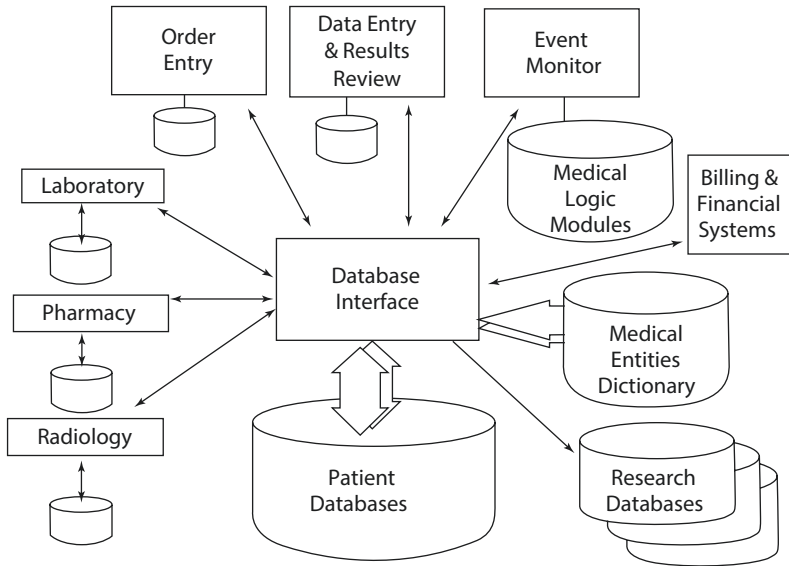 Order
Entry
Data Entry
& Results
Review
Event
Monitor
Medical
Logic
Modules
Billing &
Financial
Systems
Laboratory
Database
Interface
Pharmacy
Medical
Entities
Dictionary
Radiology
Patient
Databases
Research
Databases